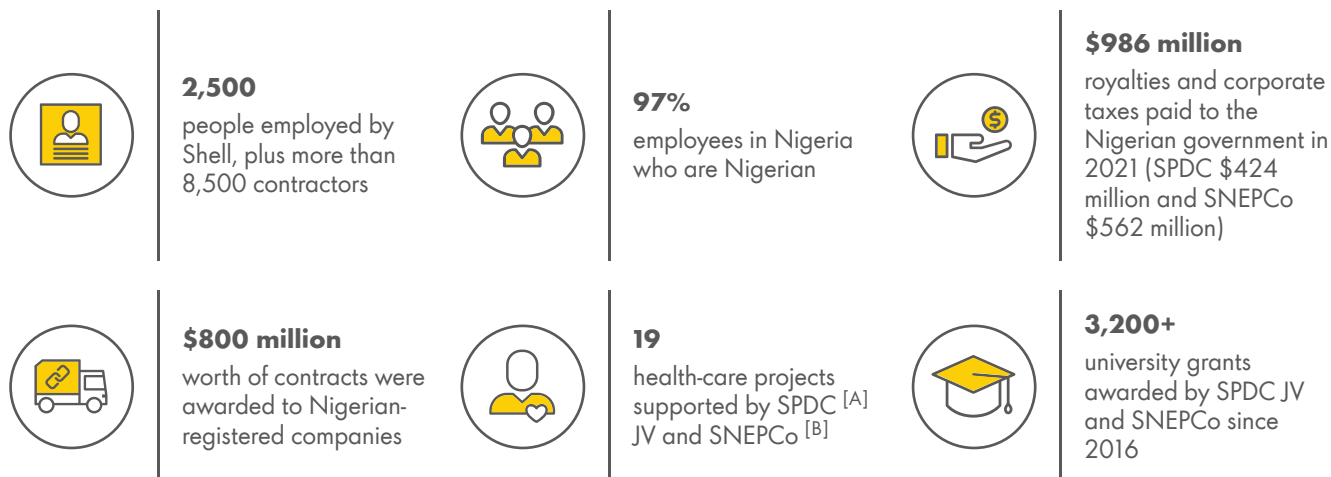 2,500
people employed by
Shell, plus more than
8,500 contractors
97%
employees in Nigeria
who are Nigerian
$986 million
royalties and corporate
taxes paid to the
Nigerian government in
2021 (SPDC $424
million and SNEPCo
$562 million)
$800 million
worth of contracts were
awarded to Nigerian-
registered companies
19
health-care projects
supported by SPDC [A]
JV and SNEPCo [B]
3,200+
university grants
awarded by SPDC JV
and SNEPCo since
2016